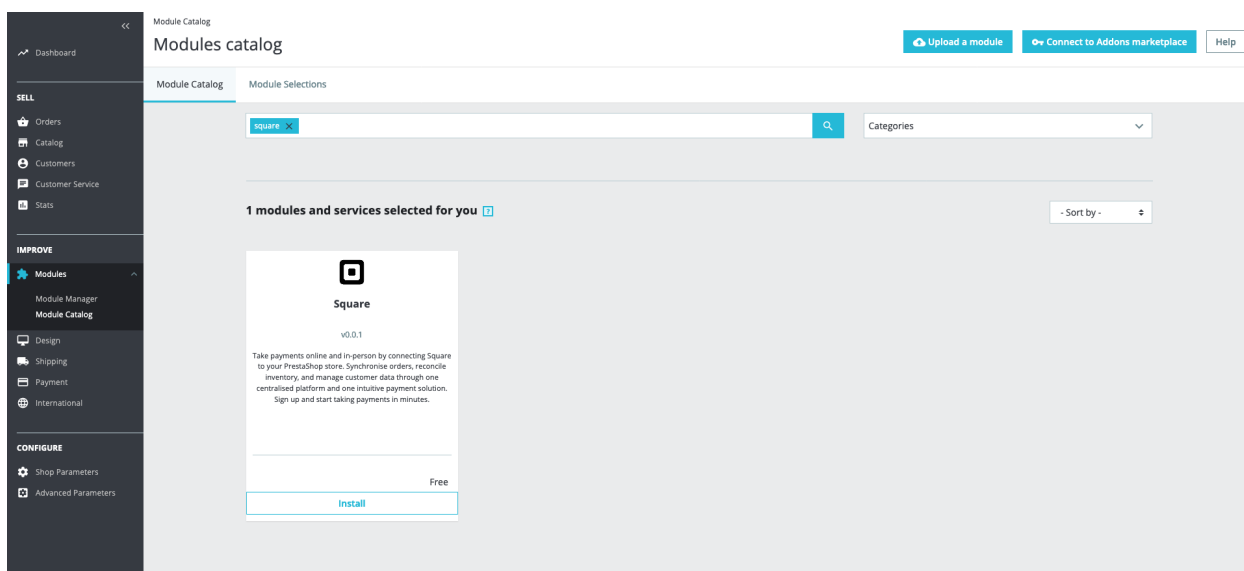 Dashboard
SELL
Orders
Catalog
Customers
Customer Service
Stats
IMPROVE
Modules
Module Manager
Module Catalog
Design
Shipping
Payment
International
CONFIGURE
Shop Parameters
Advanced Parameters
Module Catalog
Modules catalog
Upload a module
Connect to Addons marketplace
Help
Module Catalog
Module Selections
square
Categories
1 modules and services selected for you ?
- Sort by -
Square
v0.0.1
Take payments online and in-person by connecting Square
to your PrestaShop store. Synchronise orders, reconcile
inventory, and manage customer data through one
centralised platform and one intuitive payment solution.
Sign up and start taking payments in minutes.
Free
Install